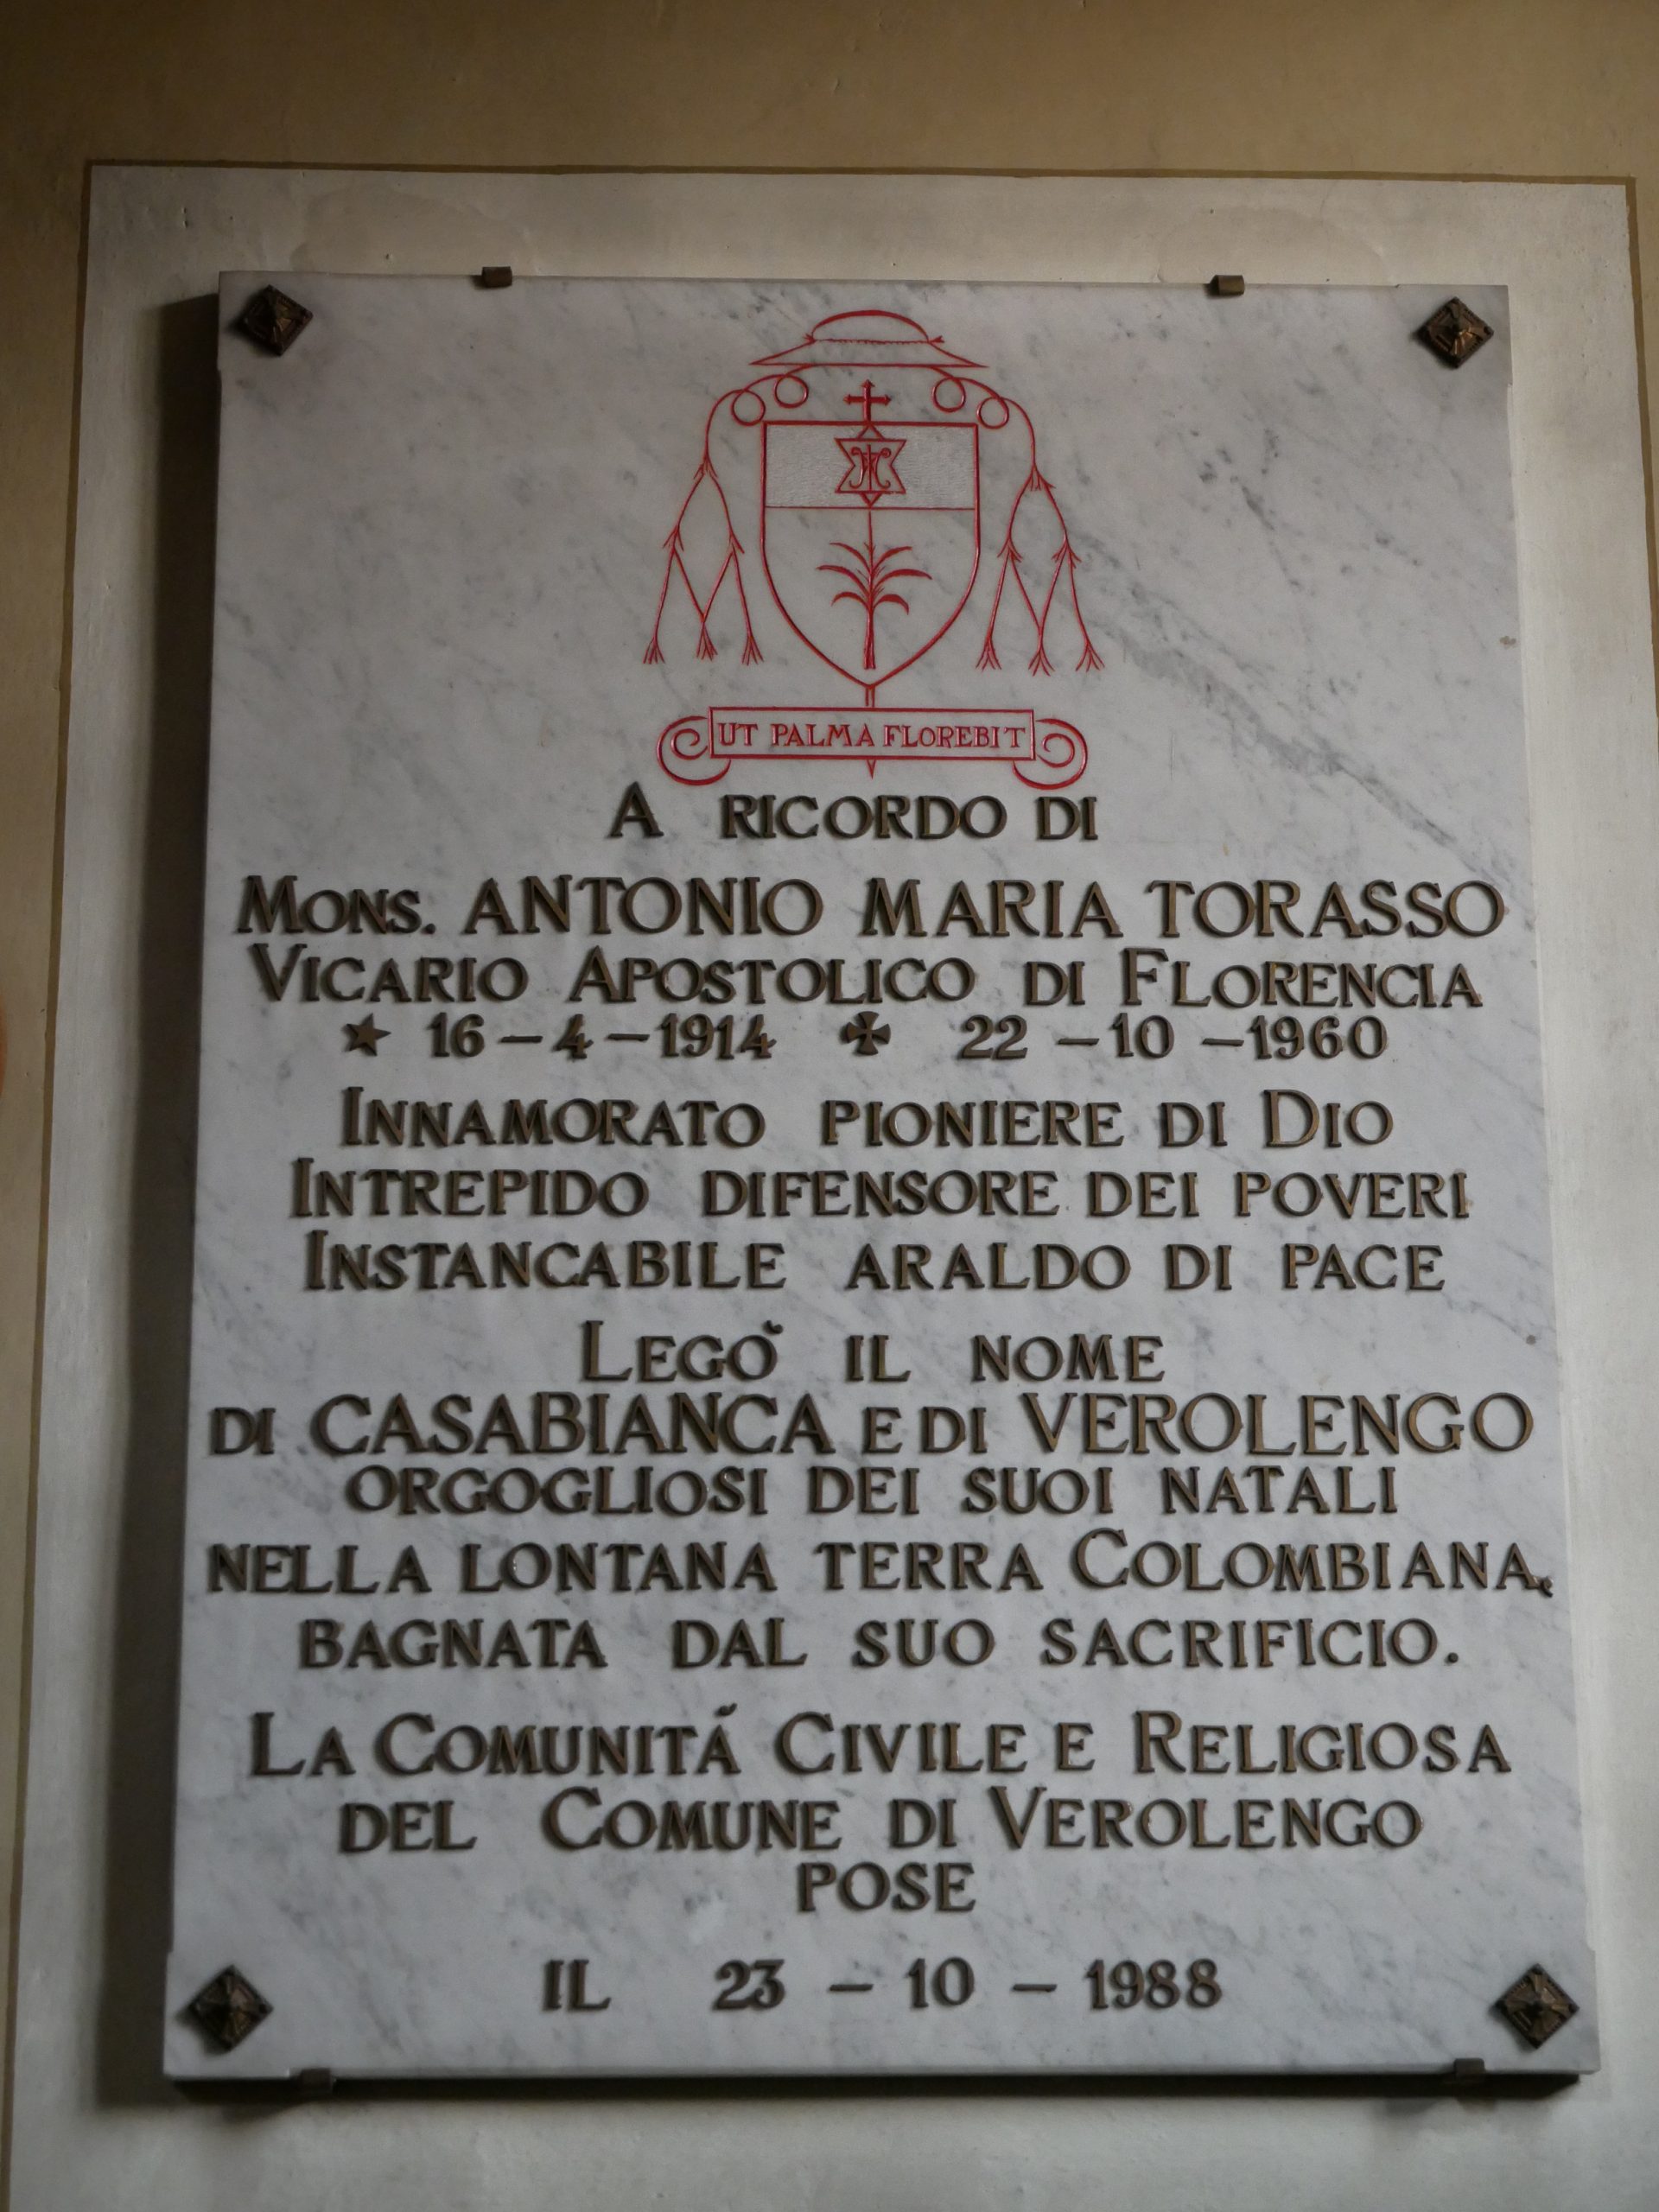 UT PALMA FLOREBIT
A RICORDO DI
MONS. ANTONIO MARIA TORASSO
VICARIO APOSTOLICO DI FLORENCIA
★ 16 – 4 – 1914 ✠ 22 – 10 – 1960
INNAMORATO PIONIERE DI DIO
INTREPIDO DIFENSORE DEI POVERI
INSTANCABILE ARALDO DI PACE
LEGÒ IL NOME
DI CASABIANCA E DI VEROLENGO
ORGOGLIOSI DEI SUOI NATALI
NELLA LONTANA TERRA COLOMBIANA,
BAGNATA DAL SUO SACRIFICIO.
LA COMUNITÁ CIVILE E RELIGIOSA
DEL COMUNE DI VEROLENGO
POSE
IL 23 – 10 – 1988